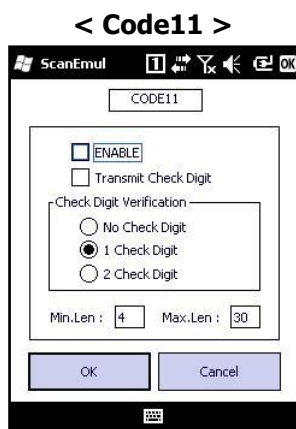 < Code11 >
ScanEmul 1 OK
CODE11
ENABLE
Transmit Check Digit
Check Digit Verification
No Check Digit
1 Check Digit
2 Check Digit
Min.Len : 4 Max.Len : 30
OK Cancel